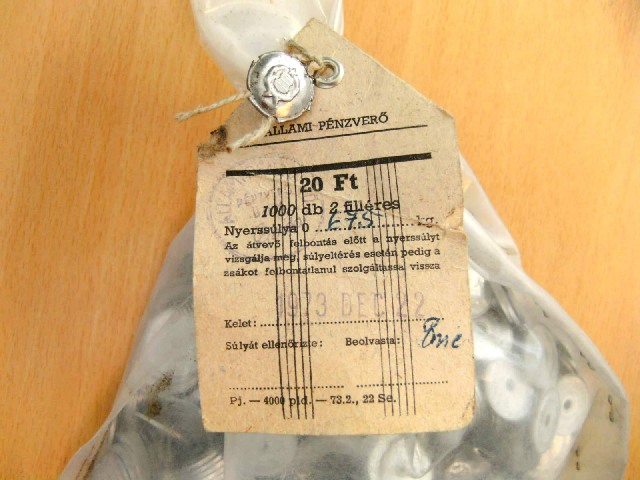 ÁLLAMI PÉNZVERŐ
20 Ft
1000 db 2 filléres
Nyerssúlya 0 675 kg.
Az átvevő felbontás előtt a nyerssúlyt
vizsgálja meg, súlyeltérés esetén pedig a
zsákot felbontatlanul szolgáltassa vissza
1973 DEC 22
Kelet:
Súlyát ellenőrizte: Beolvasta:
Pj. — 4000 pld. — 73.2., 22 Se.